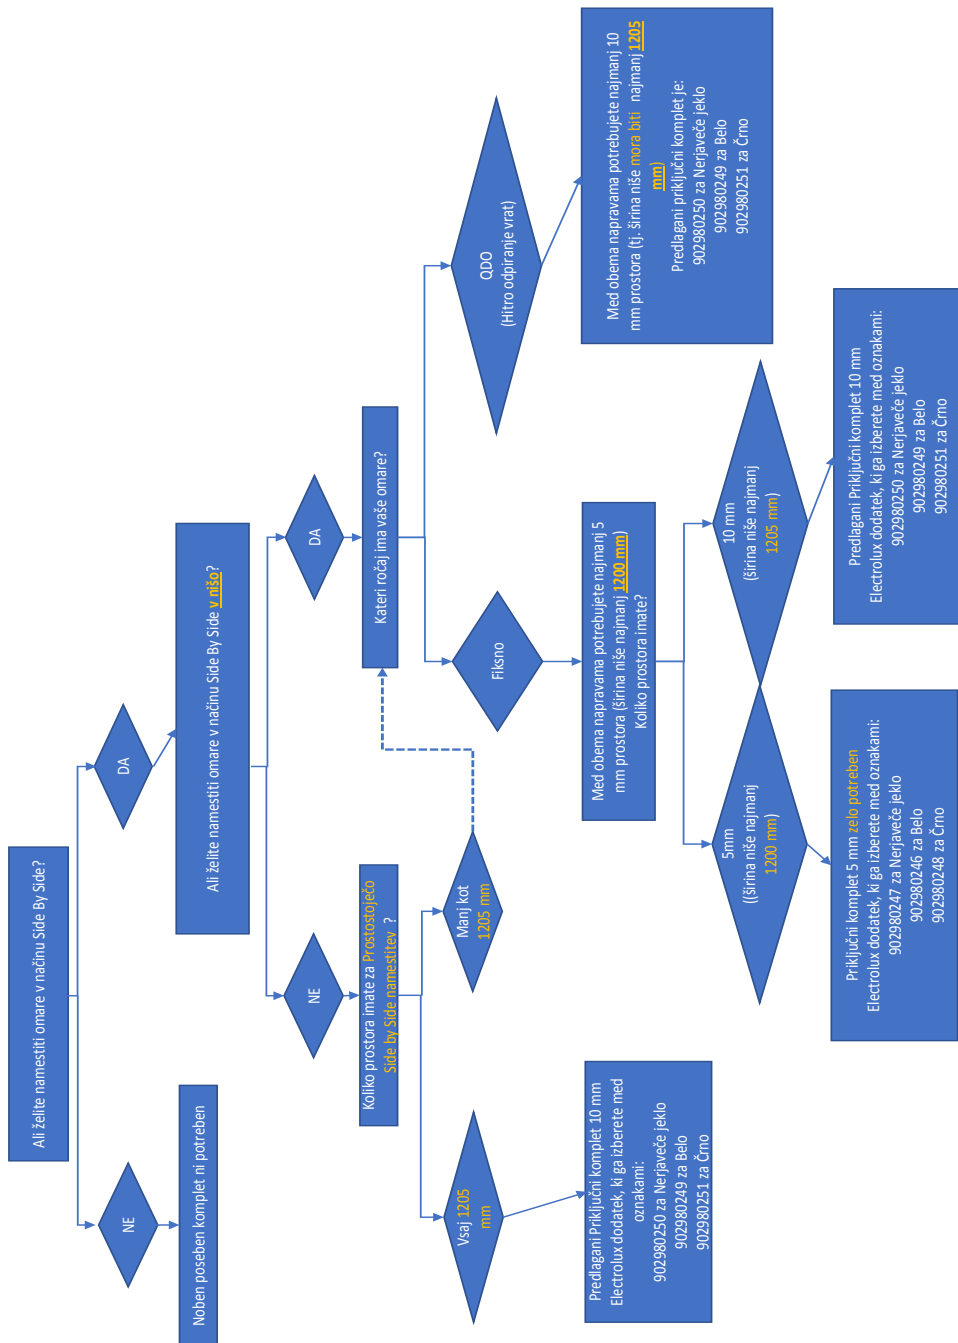 Ali želite namestiti omare v načinu Side By Side?
NE
DA
Noben poseben komplet ni potreben
Ali želite namestiti omare v načinu Side By Side v nišo?
NE
DA
Koliko prostora imate za Prostostoječo
Side by Side namestitev ?
Kateri ročaj ima vaše omare?
Vsaj 1205
mm
Manj kot
1205 mm
Fiksno
QDO
(Hitro odpiranje vrat)
Predlagani Priključni komplet 10 mm
Electrolux dodatek, ki ga izberete med
oznakami:
902980250 za Nerjaveče jeklo
902980249 za Belo
902980251 za Črno
Med obema napravama potrebujete najmanj 5
mm prostora (širina niše najmanj 1200 mm)
Koliko prostora imate?
Med obema napravama potrebujete najmanj 10
mm prostora (tj. širina niše mora biti najmanj 1205
mm)
Predlagani priključni komplet je:
902980250 za Nerjaveče jeklo
902980249 za Belo
902980251 za Črno
5mm
((širina niše najmanj
1200 mm)
10 mm
(širina niše najmanj
1205 mm)
Priključni komplet 5 mm zelo potreben
Electrolux dodatek, ki ga izberete med oznakami:
902980247 za Nerjaveče jeklo
902980246 za Belo
902980248 za Črno
Predlagani Priključni komplet 10 mm
Electrolux dodatek, ki ga izberete med oznakami:
902980250 za Nerjaveče jeklo
902980249 za Belo
902980251 za Črno